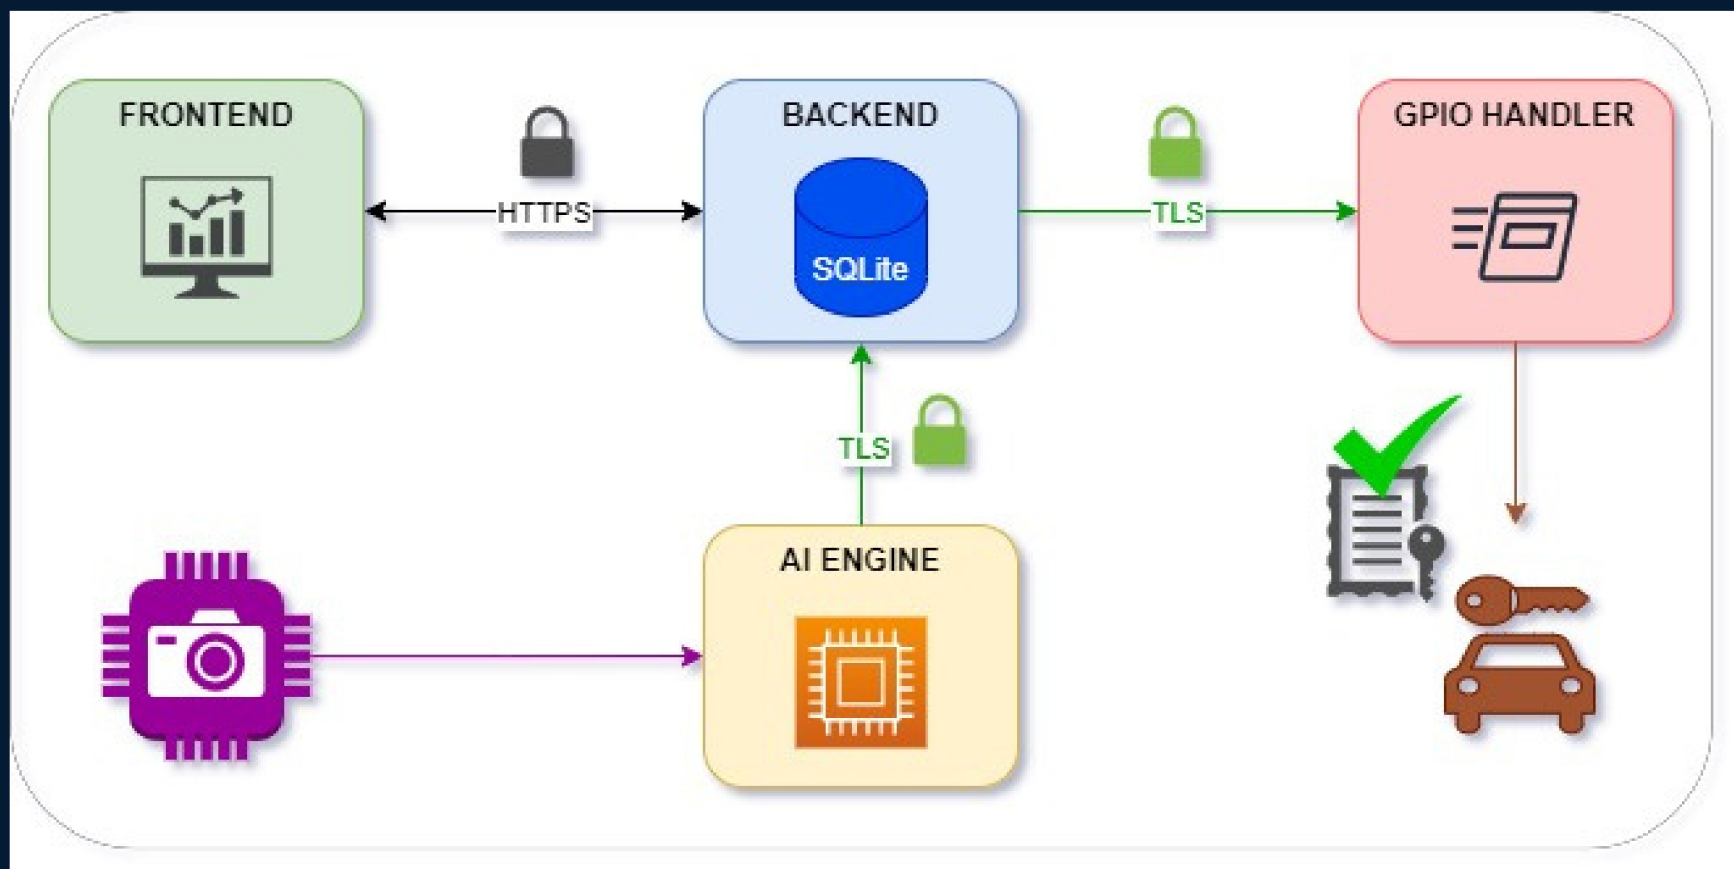 FRONTEND
BACKEND
GPIO HANDLER
HTTPS
TLS
SQLite
TLS
AI ENGINE